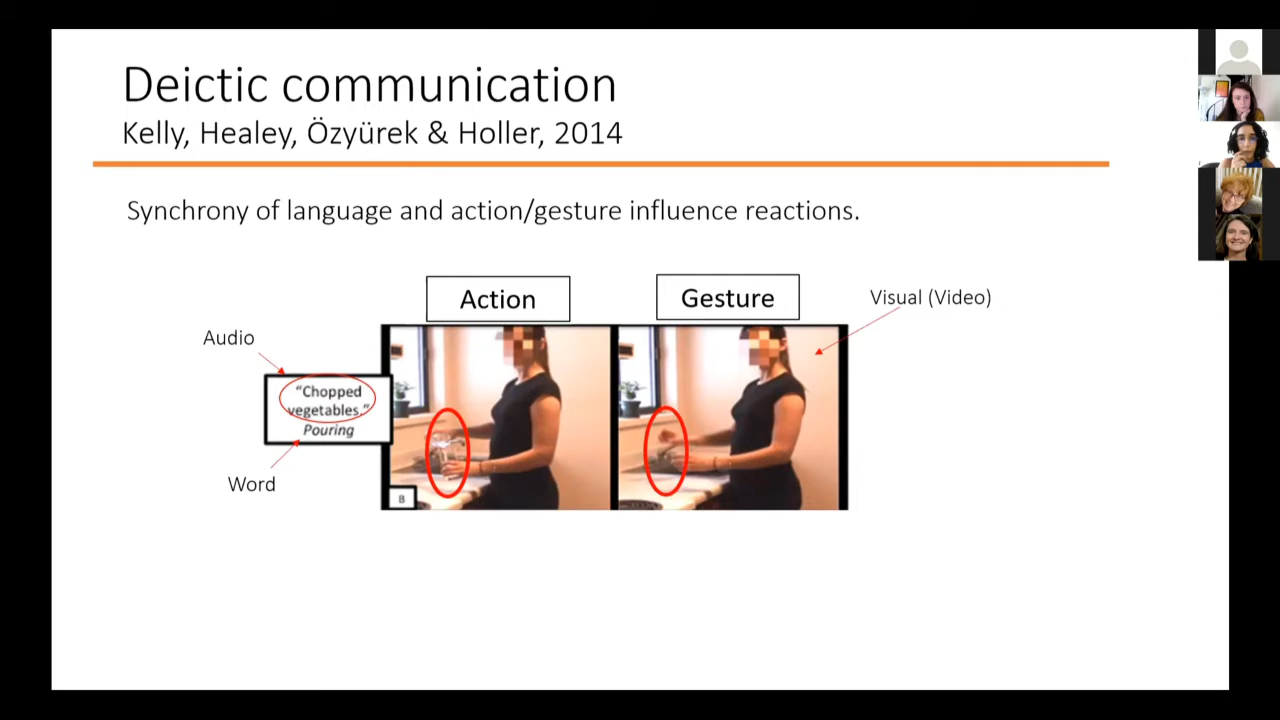 Deictic communication
Kelly, Healey, Özyürek & Holler, 2014
Synchrony of language and action/gesture influence reactions.
Action
Gesture
Visual (Video)
Audio
“Chopped
vegetables.”
Pouring
Word
B